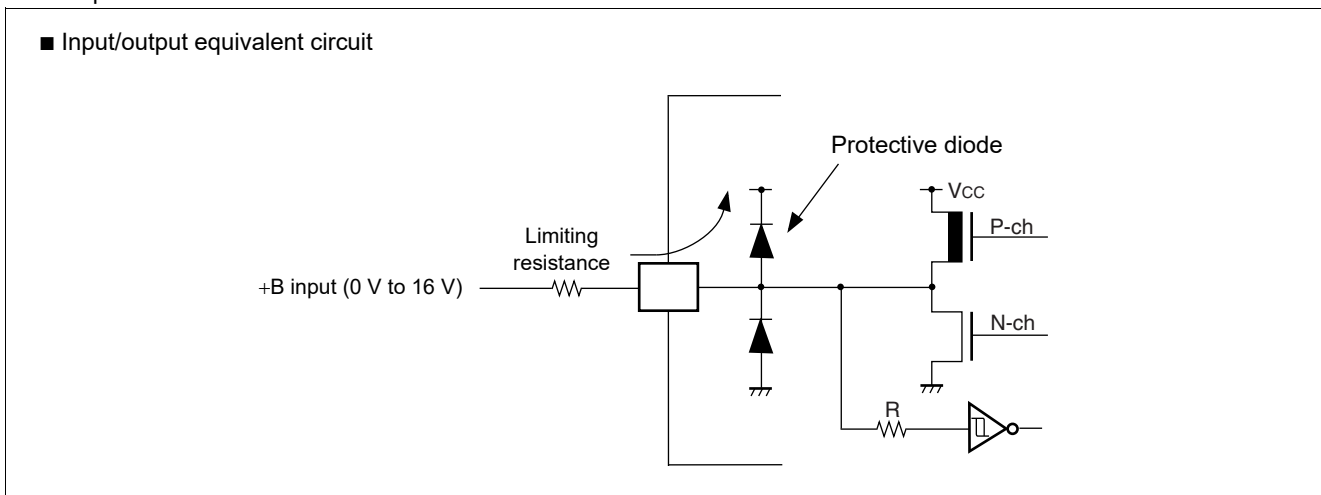 ■ Input/output equivalent circuit
Protective diode
VCC
P-ch
Limiting
resistance
+B input (0 V to 16 V)
N-ch
R